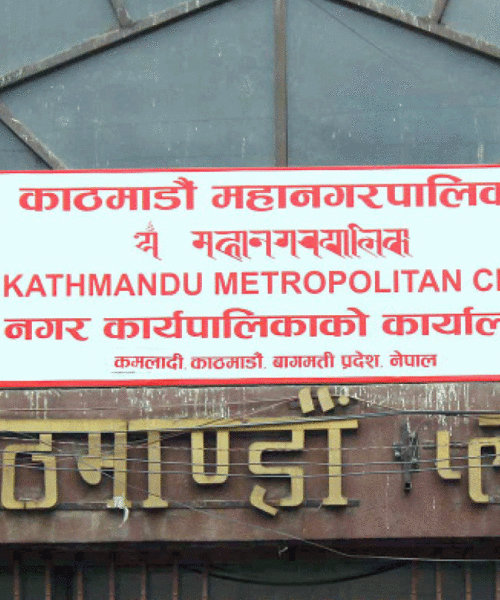 काठमाडौं महानगरपालिक
KATHMANDU METROPOLITAN CI
नगर कार्यपालिकाको कार्याल
कमलादी, काठमाडौं, बागमती प्रदेश, नेपाल
ठमाण्डौं प्ल